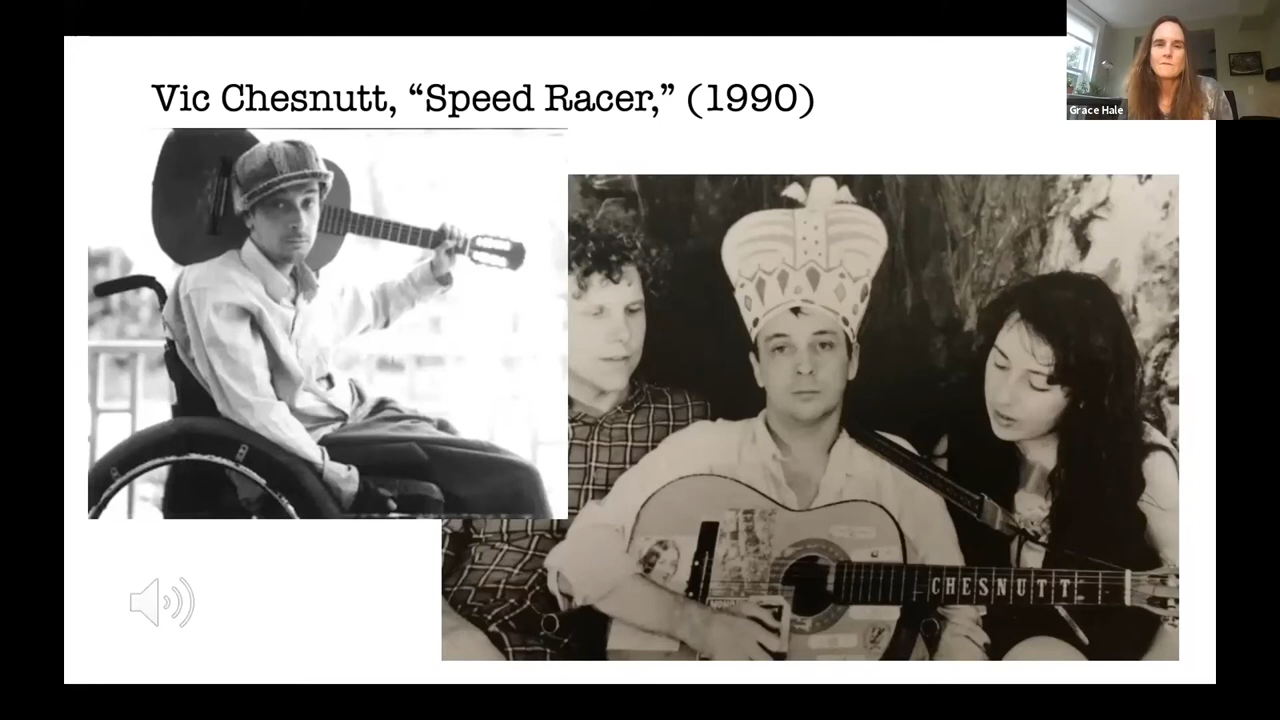 Vic Chesnutt, “Speed Racer,” (1990)
Grace Hale
CHESNUTT